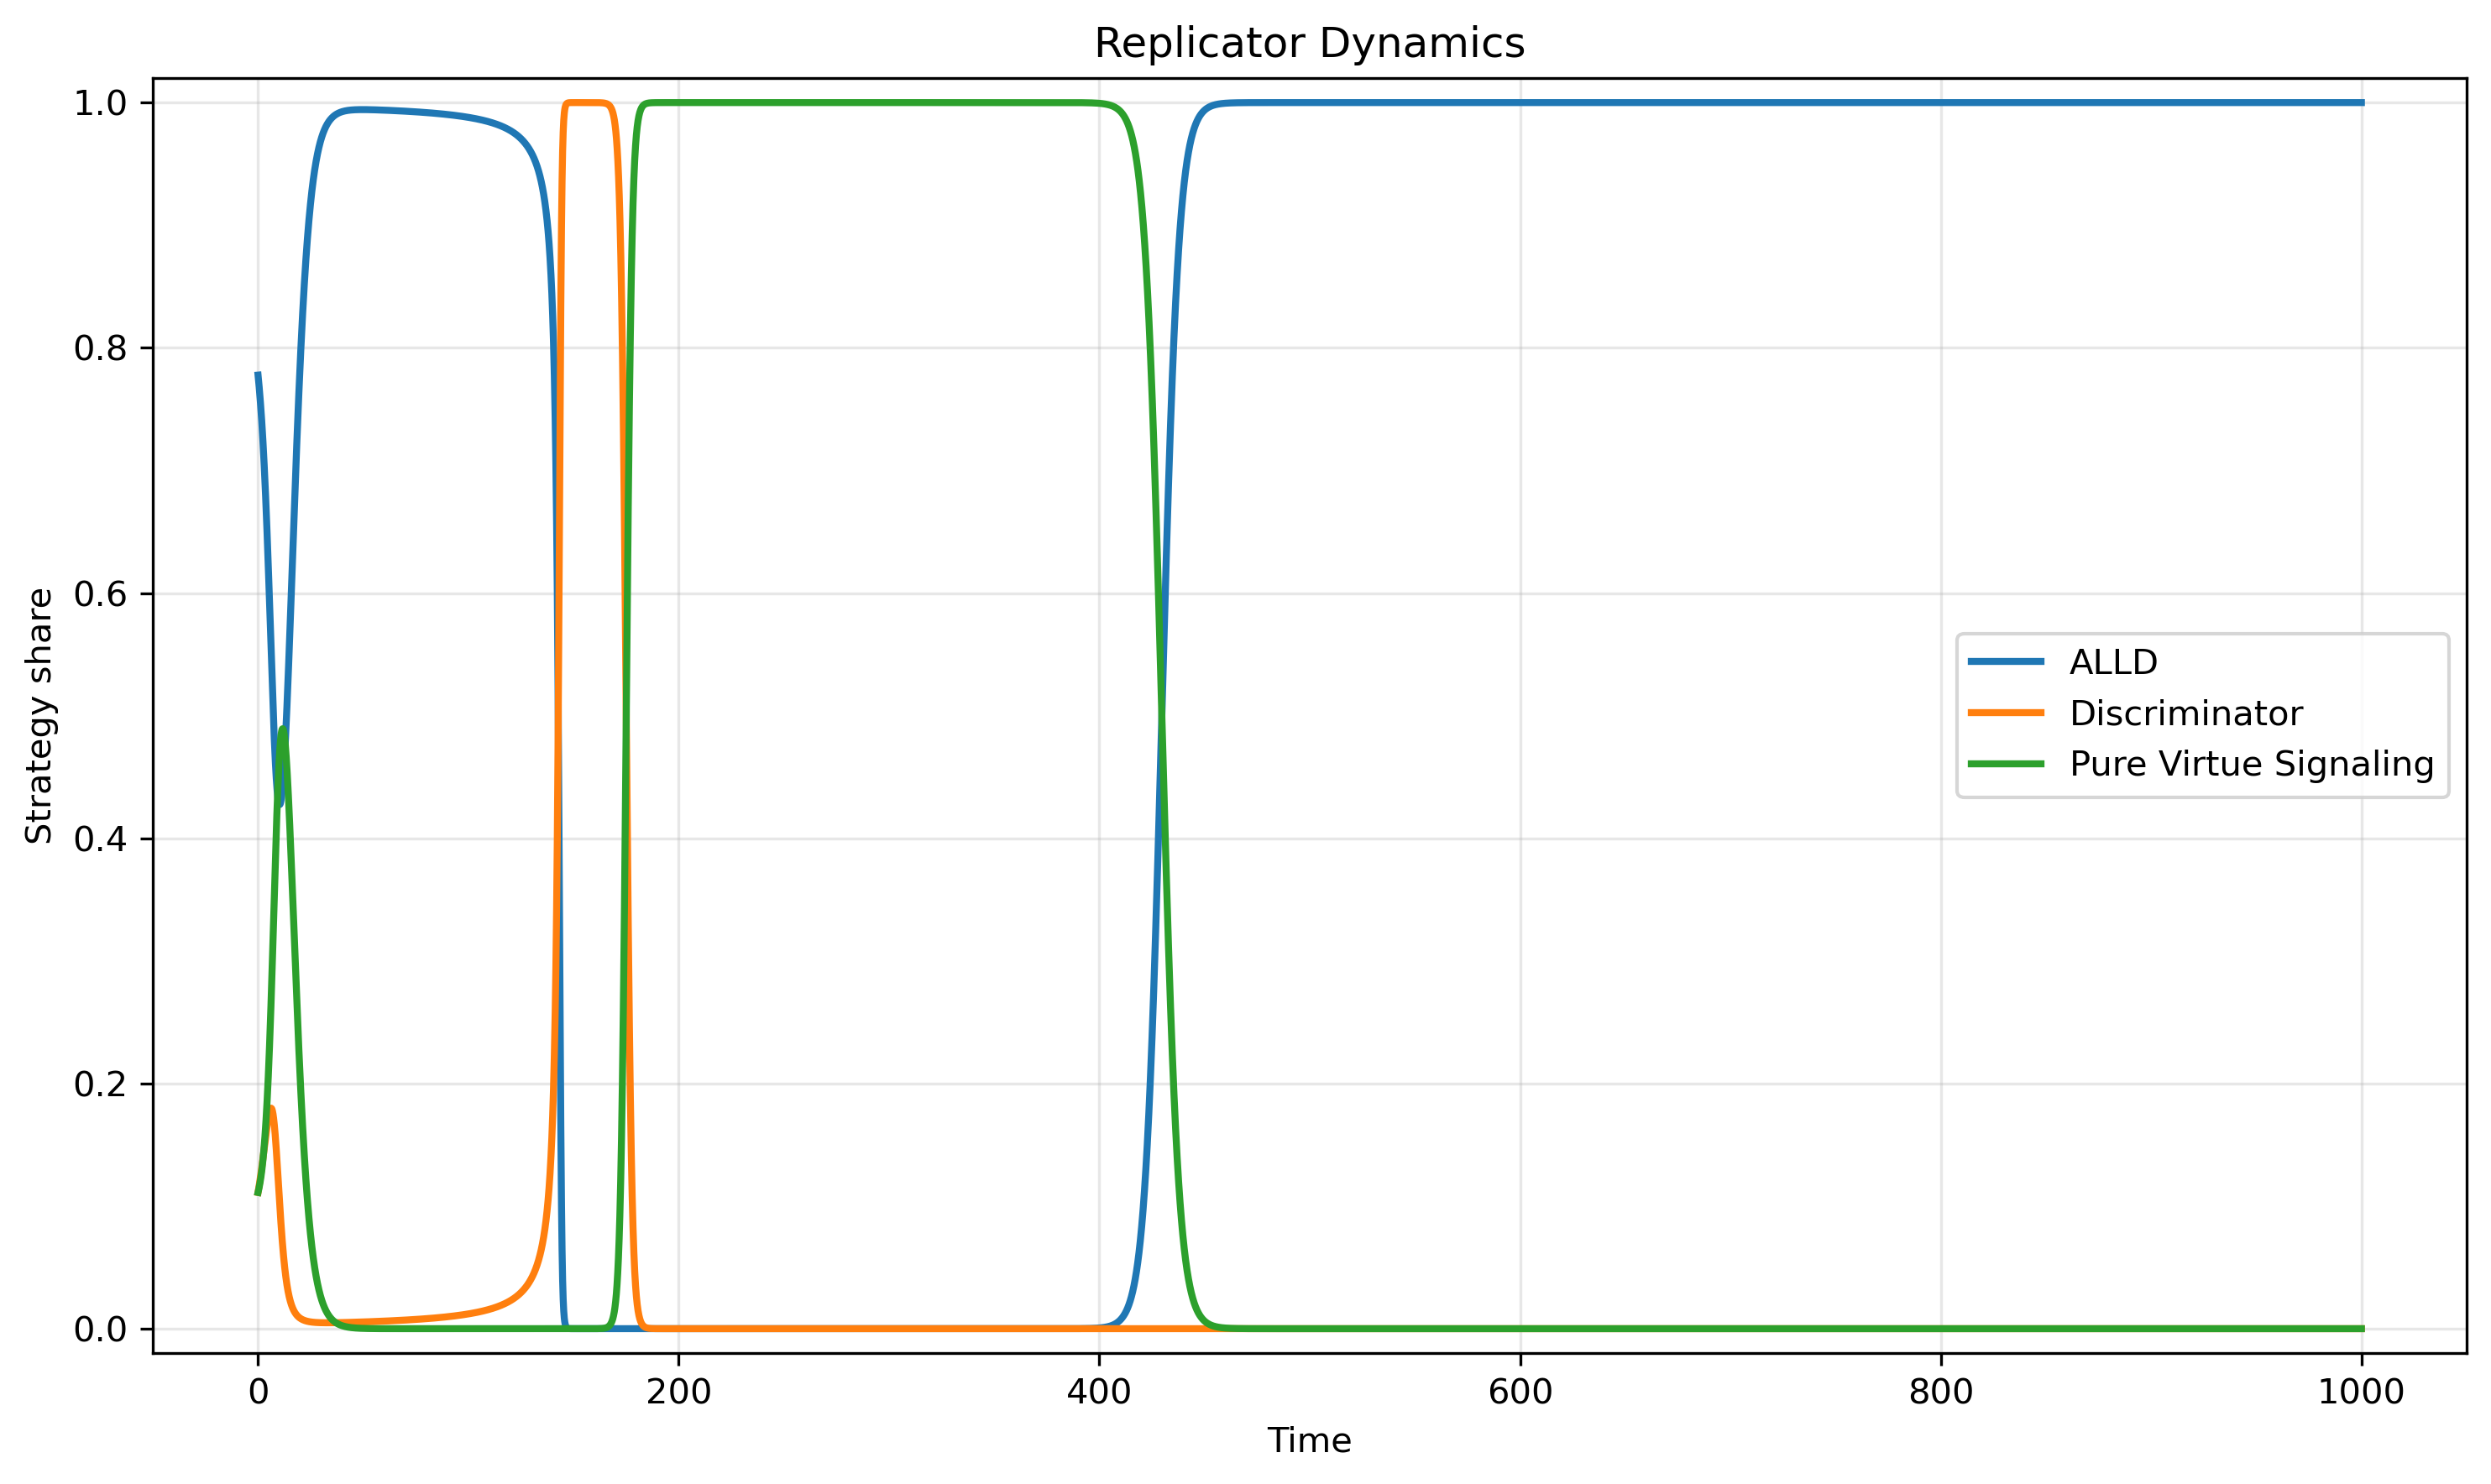 Replicator Dynamics
1.0
0.8
0.6
0.4
0.2
0.0
Strategy share
ALLD
Discriminator
Pure Virtue Signaling
0
200
400
600
800
1000
Time